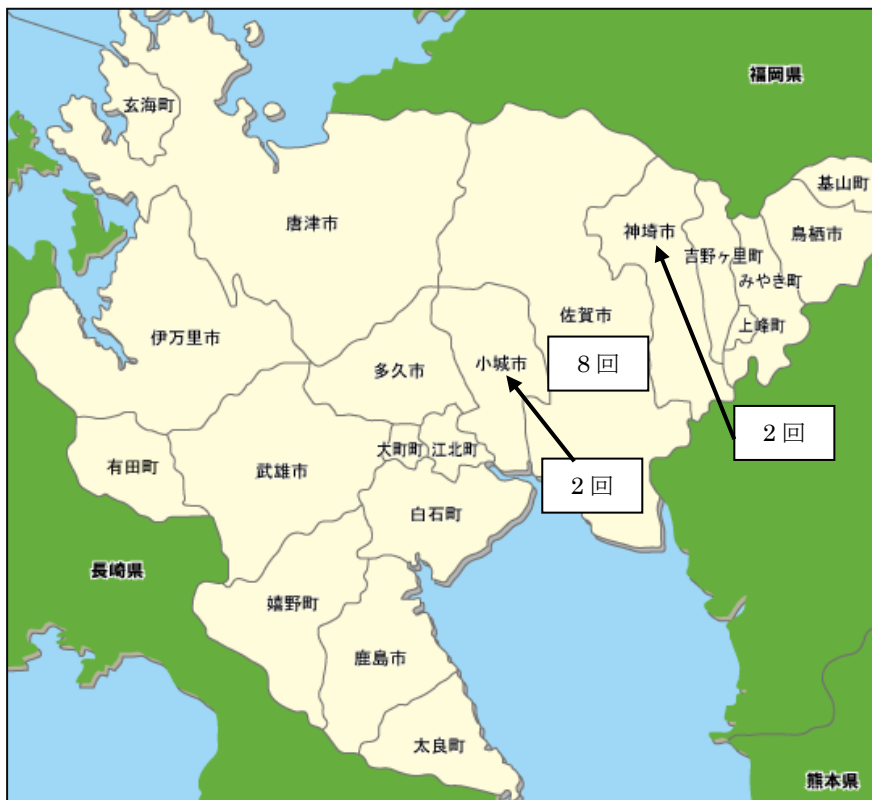 福岡県
玄海町
基山町
唐津市
神埼市
鳥栖市
吉野ヶ里町
みやき町
佐賀市
上峰町
伊万里市
多久市
小城市
8回
2回
大町町
江北町
有田町
武雄市
2回
白石町
長崎県
嬉野町
鹿島市
太良町
熊本県